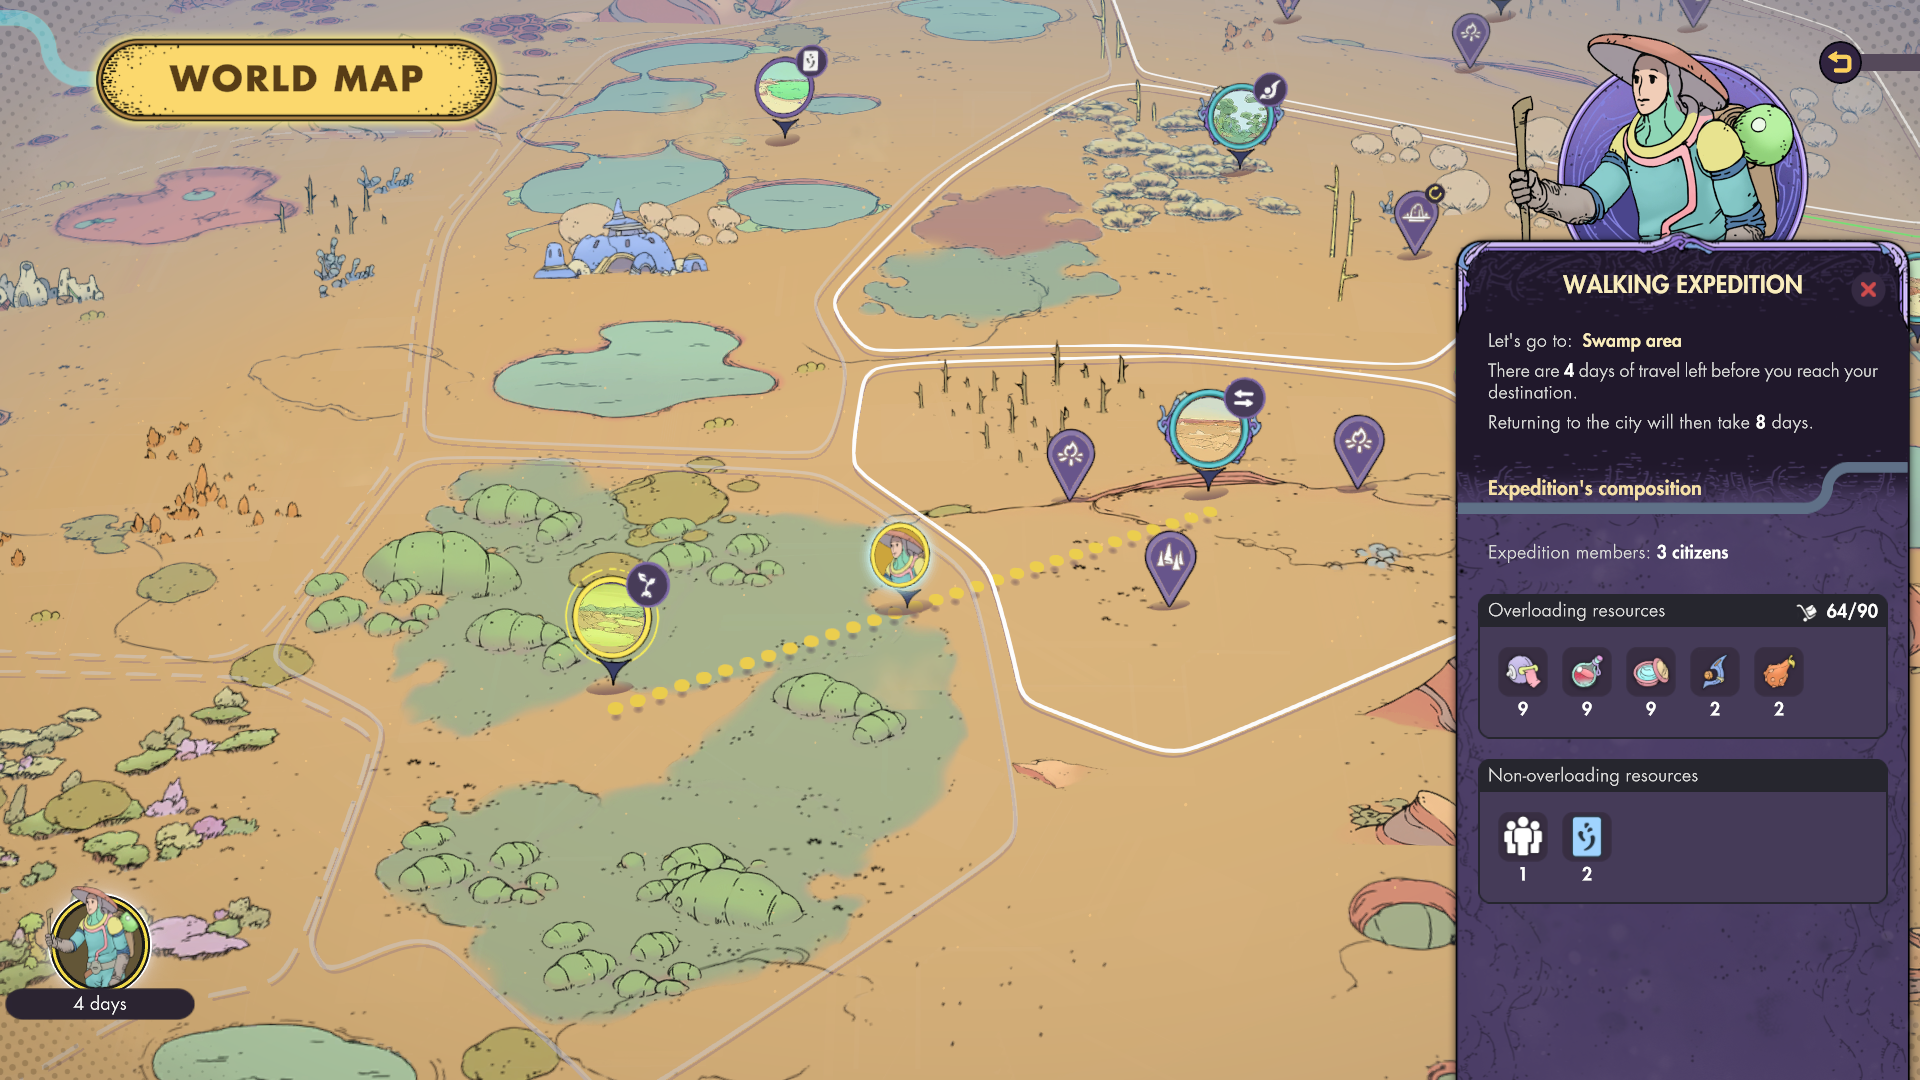 WORLD MAP
WALKING EXPEDITION
Let's go to: Swamp area
There are 4 days of travel left before you reach your
destination.
Returning to the city will then take 8 days.
Expedition's composition
Expedition members: 3 citizens
Overloading resources 64/90
9 9 9 2 2
Non-overloading resources
1 2
4 days